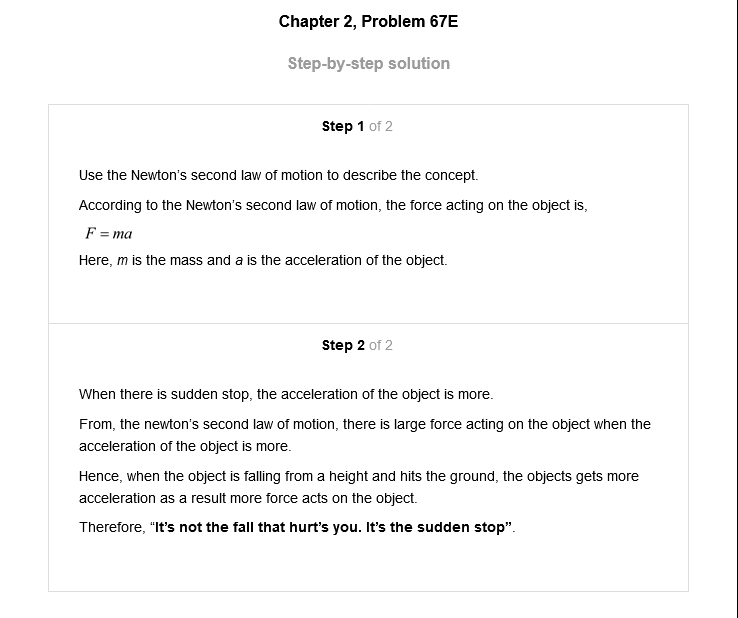 Chapter 2, Problem 67E
Step-by-step solution
Step 1 of 2
Use the Newton's second law of motion to describe the concept.
According to the Newton's second law of motion, the force acting on the object is,
F = ma
Here, m is the mass and a is the acceleration of the object.
Step 2 of 2
When there is sudden stop, the acceleration of the object is more.
From, the newton's second law of motion, there is large force acting on the object when the
acceleration of the object is more.
Hence, when the object is falling from a height and hits the ground, the objects gets more
acceleration as a result more force acts on the object.
Therefore, “It’s not the fall that hurt’s you. It’s the sudden stop”.